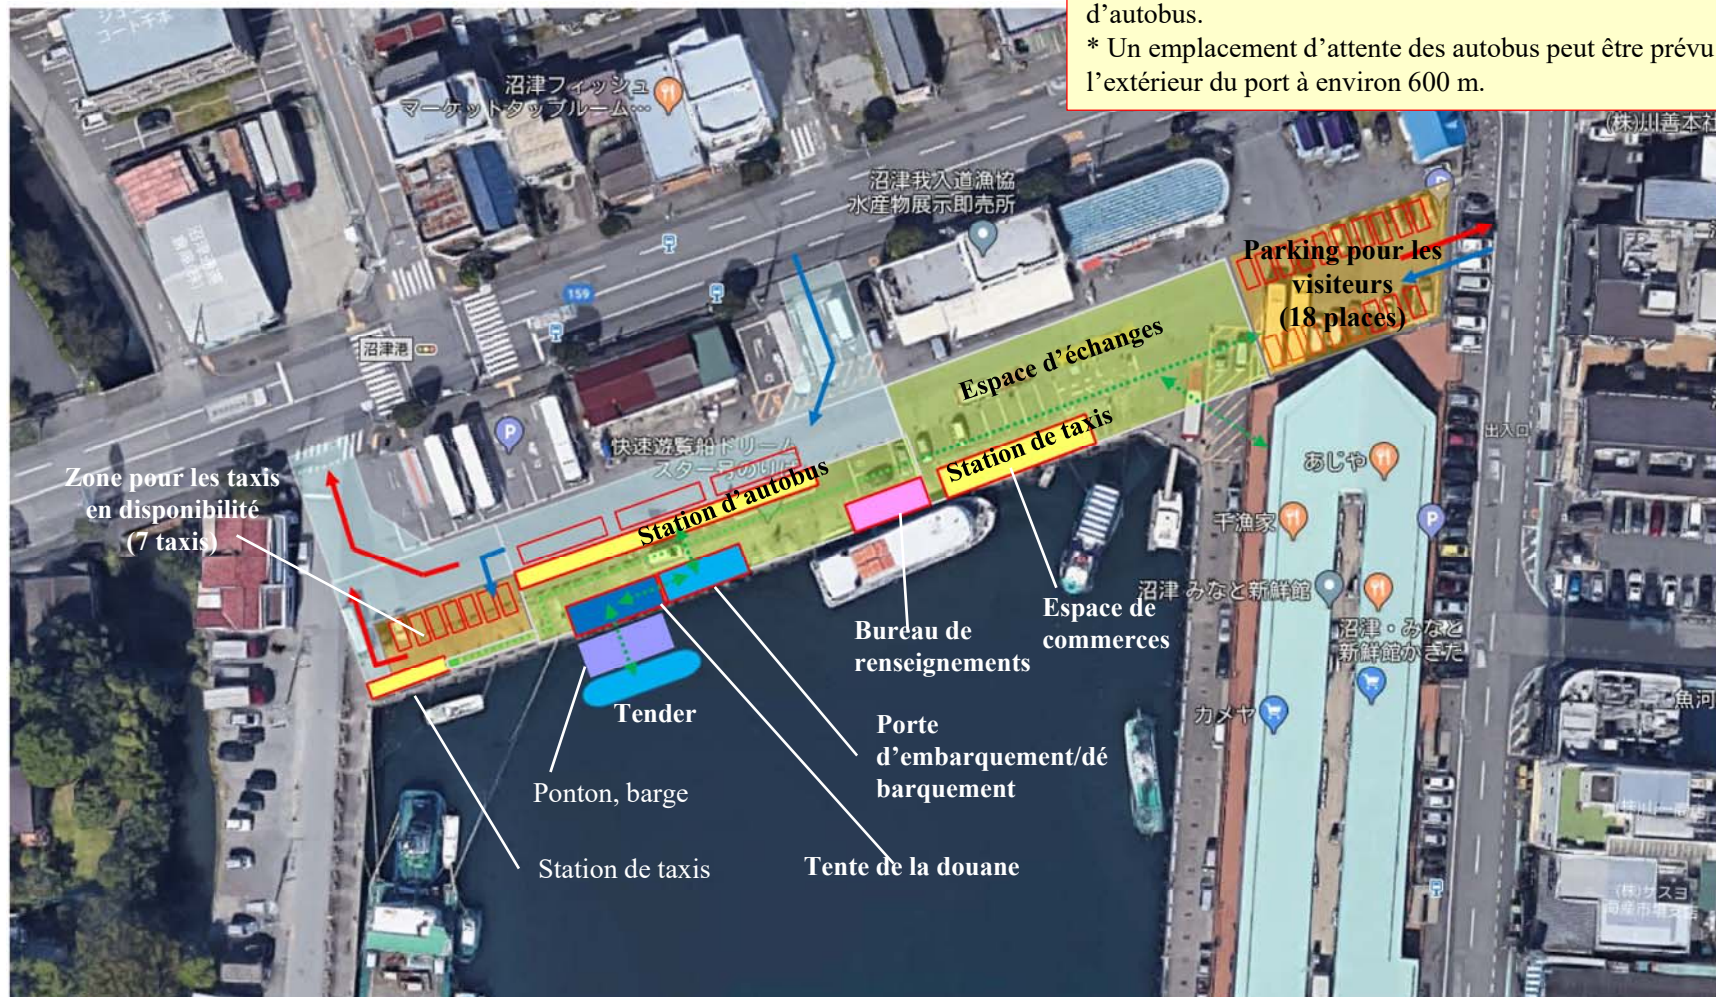 d’autobus.
* Un emplacement d’attente des autobus peut être prévu
l’extérieur du port à environ 600 m.
コート千本
沼津フィッシュ
マーケットタップルーム…
(株)川善本社
沼津我入道漁協
水産物展示即売所
Parking pour les
visiteurs
(18 places)
159
沼津港
Espace d’échanges
Station de taxis
出入口
P
快速遊覧船ドリーム
スター号のりば
Station d’autobus
あじや
Zone pour les taxis
en disponibilité
(7 taxis)
千漁家
P
沼津 みなと新鮮館
Espace de
commerces
Bureau de
renseignements
沼津・みなと
新鮮館かきた
魚河
カメヤ
Tender
Porte
d’embarquement/dé
barquement
Ponton, barge
Station de taxis
Tente de la douane
(株)サスヨ